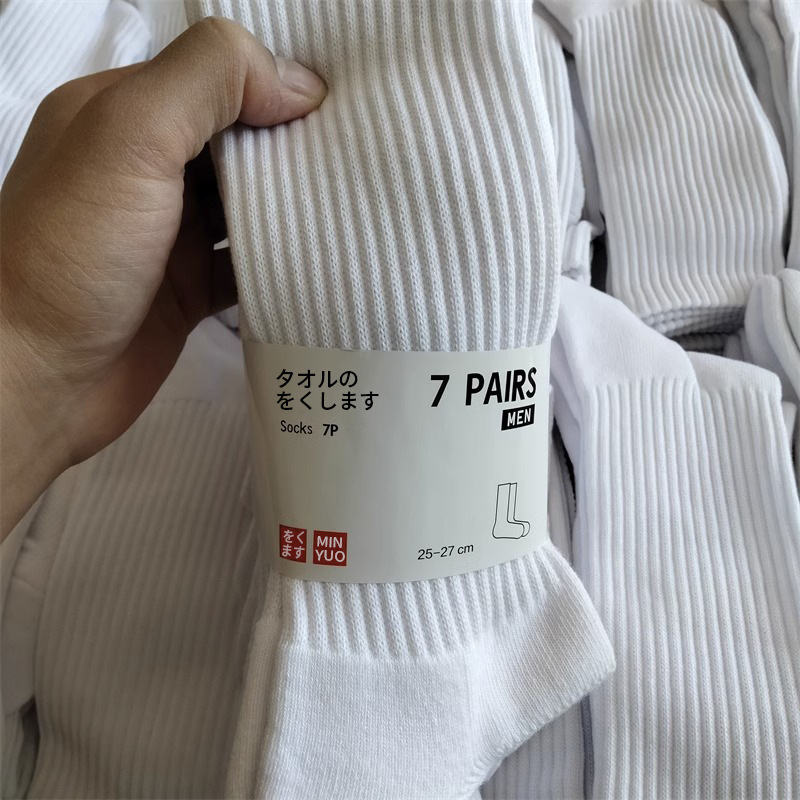 タオルの
をくします
Socks 7P
7 PAIRS
MEN
をく
ます
MIN
YUO
25-27 cm